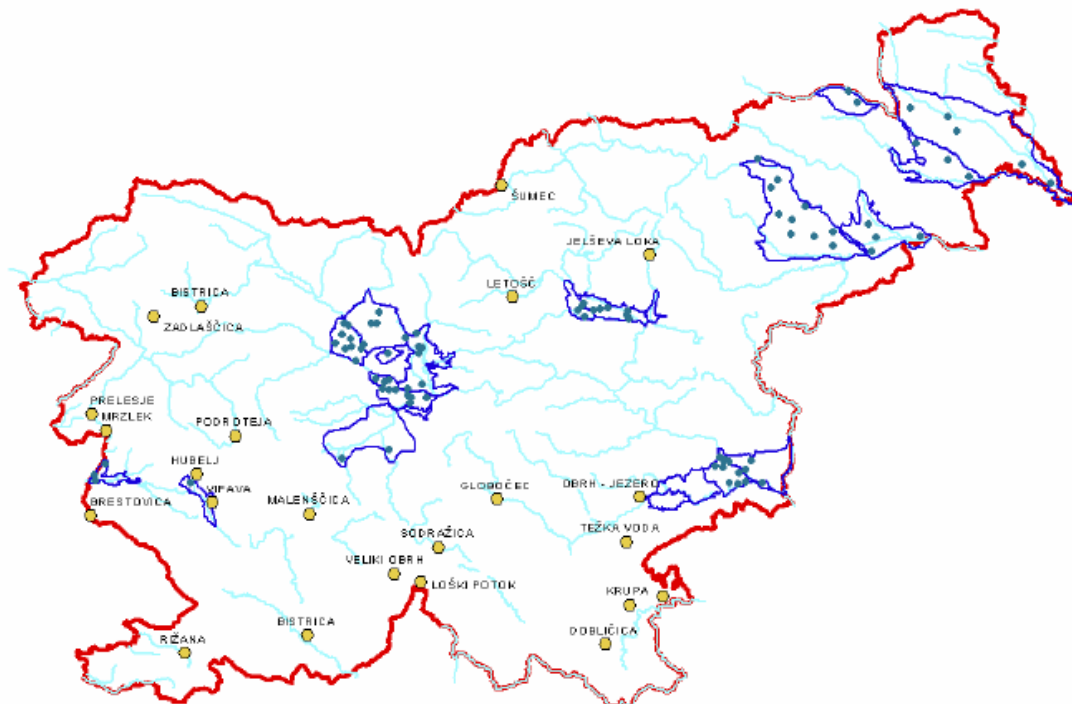 ŠUMEC
JELŠEVA LOKA
LETOŠČ
BISTRICA
ZADLAŠČICA
PRELESJE
MRZLEK
PODROTEJA
HUBELJ
VIPAVA
BRESTOVICA
MALENŠČICA
GLOBOČEC
OBRH - JEZERO
TEŽKA VODA
SODRAŽICA
VELIKI OBRH
LOŠKI POTOK
KRUPA
BISTRICA
DOBLIČICA
RIŽANA